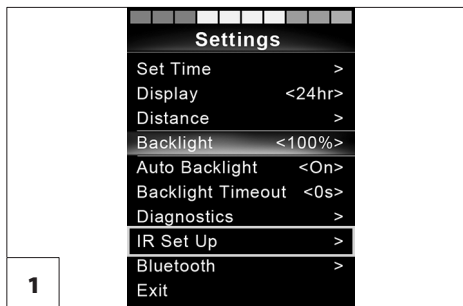 Settings
Set Time >
Display <24hr>
Distance >
Backlight <100%>
Auto Backlight <On>
Backlight Timeout <0s>
Diagnostics >
IR Set Up >
Bluetooth >
Exit
1